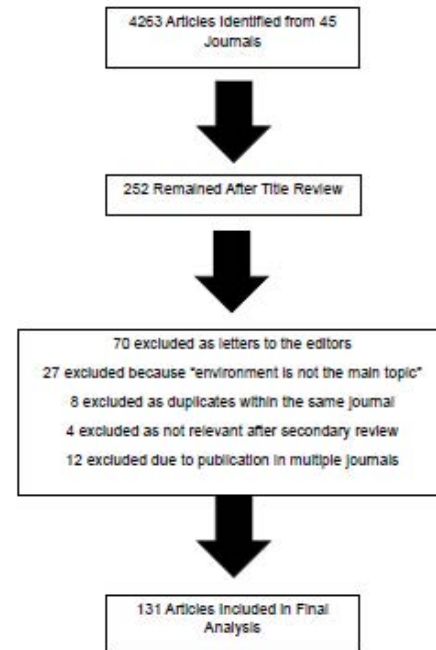 4263 Articles Identified from 45
Journals
252 Remained After Title Review
70 excluded as letters to the editors
27 excluded because "environment is not the main topic"
8 excluded as duplicates within the same journal
4 excluded as not relevant after secondary review
12 excluded due to publication in multiple journals
131 Articles Included in Final
Analysis